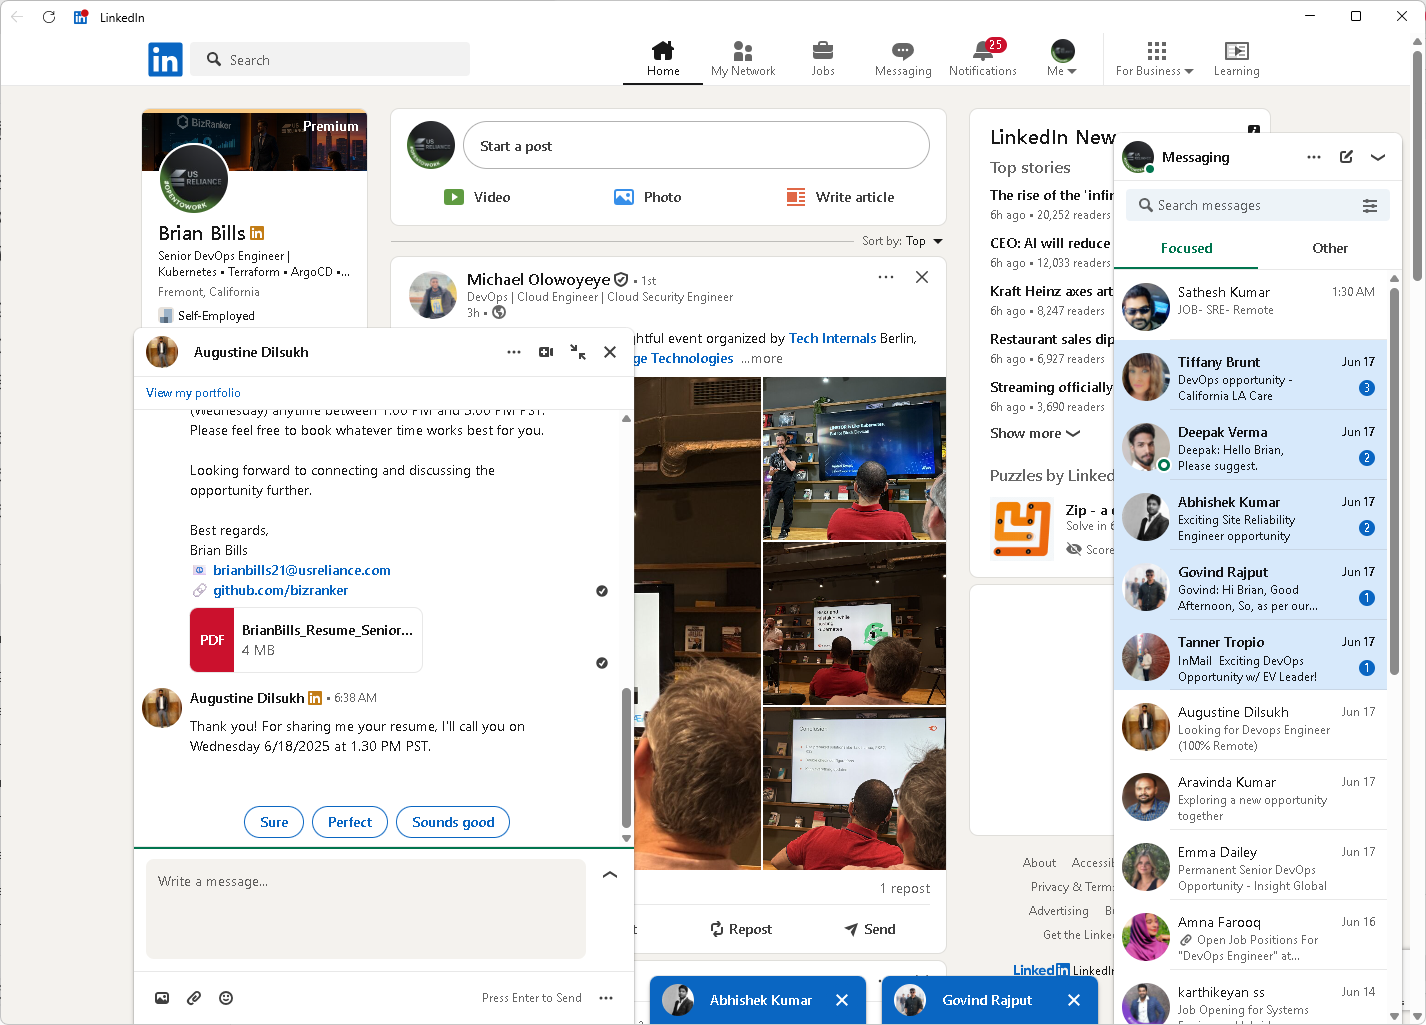 LinkedIn
in
Search
Home
My Network
Jobs
Messaging
25
Notifications
Me
For Business
Learning
BizRanker
Premium
US RELIANCE
#OPENTOWORK
Brian Bills
Senior DevOps Engineer |
Kubernetes • Terraform • ArgoCD •...
Fremont, California
Self-Employed
Start a post
Video
Photo
Write article
Sort by: Top
Michael Olowoyeye • 1st
DevOps | Cloud Engineer | Cloud Security Engineer
3h •
htful event organized by Tech Internals Berlin,
ge Technologies ...more
Conclusion
1 repost
t
Repost
Send
LinkedIn New
Top stories
The rise of the 'infin
6h ago • 20,252 readers
CEO: AI will reduce
6h ago • 12,033 readers
Kraft Heinz axes art
6h ago • 8,247 readers
Restaurant sales dip
6h ago • 6,927 readers
Streaming officially
6h ago • 3,690 readers
Show more
Puzzles by Linked
Zip - a
Solve in 6
Score
About Accessib
Privacy & Terms
Advertising Bu
Get the Linke
LinkedIn LinkedIn
Augustine Dilsukh
View my portfolio
(Wednesday) anytime between 1:00 PM and 3:00 PM PST.
Please feel free to book whatever time works best for you.
Looking forward to connecting and discussing the
opportunity further.
Best regards,
Brian Bills
brianbills21@usreliance.com
github.com/bizranker
PDF
BrianBills_Resume_Senior...
4 MB
Augustine Dilsukh in • 6:38 AM
Thank you! For sharing me your resume, I'll call you on
Wednesday 6/18/2025 at 1.30 PM PST.
Sure
Perfect
Sounds good
Write a message...
Press Enter to Send
Abhishek Kumar
Govind Rajput
Messaging
Search messages
Focused
Other
Sathesh Kumar
1:30 AM
JOB- SRE- Remote
Tiffany Brunt
Jun 17
DevOps opportunity -
California LA Care
3
Deepak Verma
Jun 17
Deepak: Hello Brian,
Please suggest.
2
Abhishek Kumar
Jun 17
Exciting Site Reliability
Engineer opportunity
2
Govind Rajput
Jun 17
Govind: Hi Brian, Good
Afternoon, So, as per our...
1
Tanner Tropio
Jun 17
InMail Exciting DevOps
Opportunity w/ EV Leader!
1
Augustine Dilsukh
Jun 17
Looking for Devops Engineer
(100% Remote)
Aravinda Kumar
Jun 17
Exploring a new opportunity
together
Emma Dailey
Jun 17
Permanent Senior DevOps
Opportunity - Insight Global
Amna Farooq
Jun 16
Open Job Positions For
"DevOps Engineer" at...
karthikeyan ss
Jun 14
Job Opening for Systems